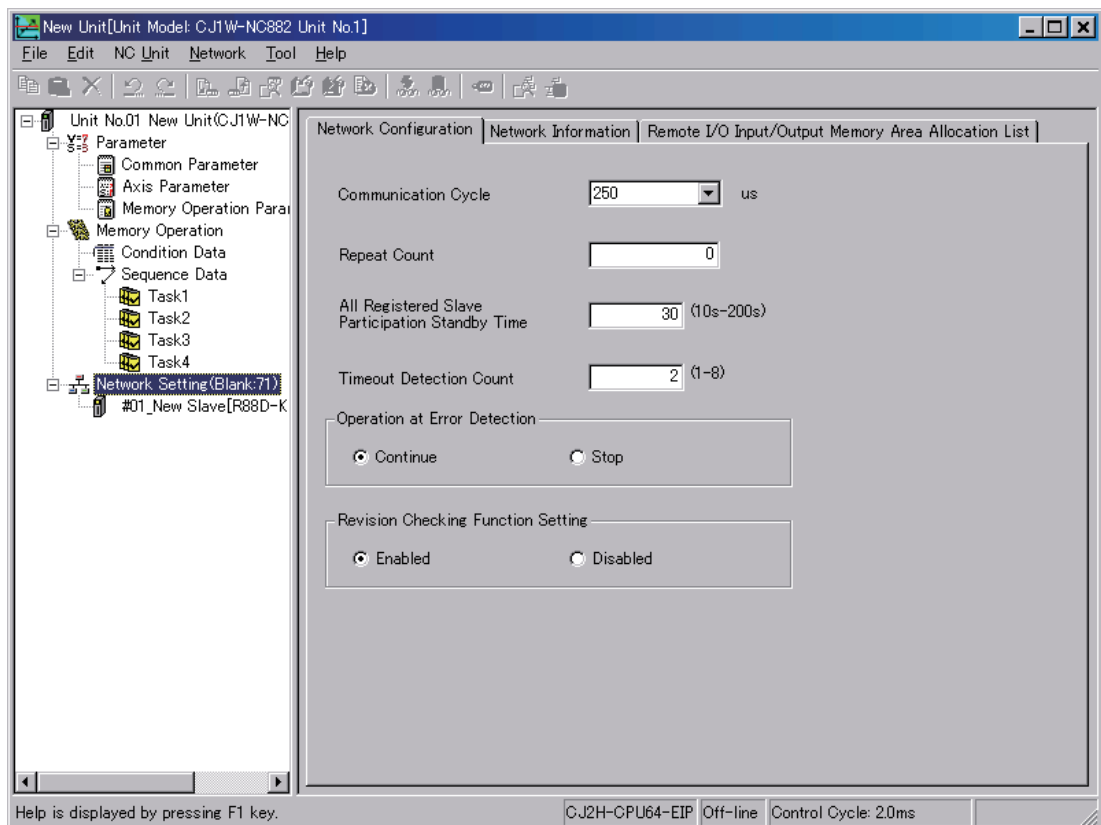 New Unit[Unit Model: CJ1W-NC882 Unit No.1]
File Edit NC Unit Network Tool Help
Unit No.01 New Unit(CJ1W-NC
Parameter
Common Parameter
Axis Parameter
Memory Operation Para
Memory Operation
Condition Data
Sequence Data
Task1
Task2
Task3
Task4
Network Setting(Blank:71)
#01_New Slave[R88D-K
Network Configuration Network Information Remote I/O Input/Output Memory Area Allocation List
Communication Cycle 250 us
Repeat Count 0
All Registered Slave
Participation Standby Time 30 (10s-200s)
Timeout Detection Count 2 (1-8)
Operation at Error Detection
Continue Stop
Revision Checking Function Setting
Enabled Disabled
Help is displayed by pressing F1 key. CJ2H-CPU64-EIP Off-line Control Cycle: 2.0ms